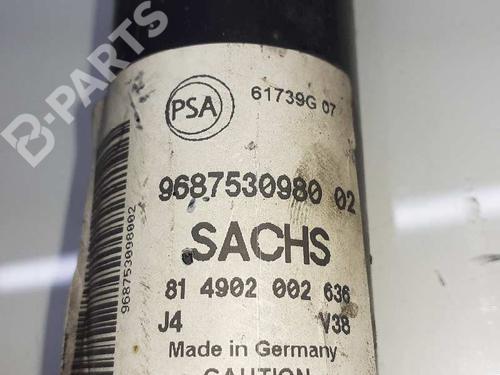 B-PARTS
PSA
61739G 07
9687530980 02
SACHS
81 4902 002 636
J4 V38
Made in Germany
CAUTION
968753098002